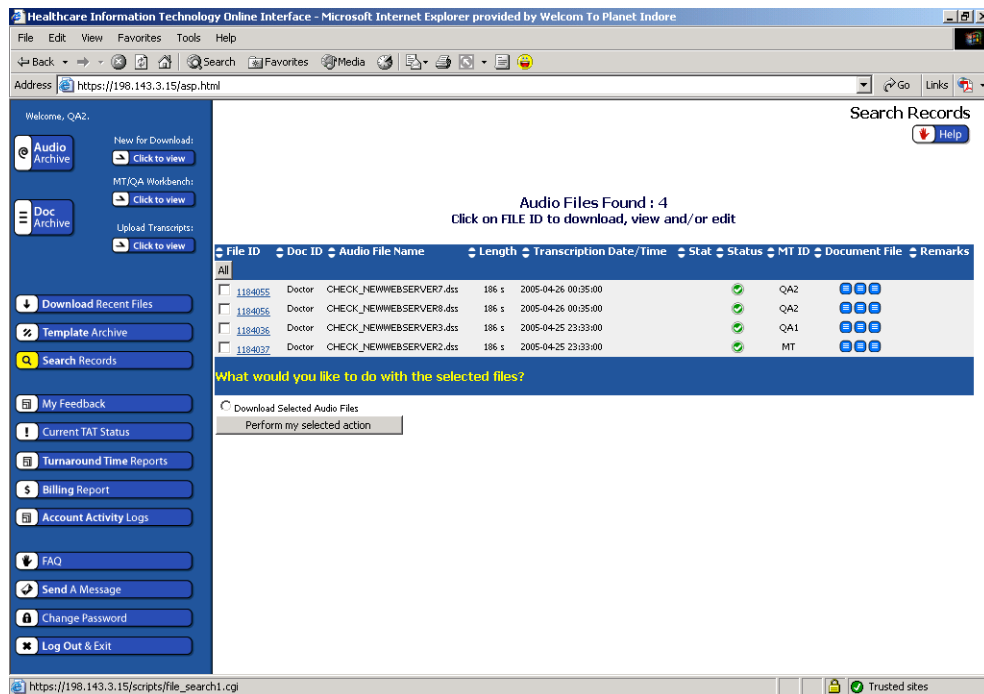 Healthcare Information Technology Online Interface - Microsoft Internet Explorer provided by Welcom To Planet Indore
File Edit View Favorites Tools Help
Back Search Favorites Media
Address https://198.143.3.15/asp.html Go Links
Welcome, QA2.
Audio Archive
New for Download:
Click to view
MT/QA Workbench:
Click to view
Doc Archive
Upload Transcripts:
Click to view
Download Recent Files
Template Archive
Search Records
My Feedback
Current TAT Status
Turnaround Time Reports
Billing Report
Account Activity Logs
FAQ
Send A Message
Change Password
Log Out & Exit
Search Records
Help
Audio Files Found : 4
Click on FILE ID to download, view and/or edit
File ID Doc ID Audio File Name Length Transcription Date/Time Stat Status MT ID Document File Remarks
All
1184055 Doctor CHECK_NEWWEBSERVER7.dss 186 s 2005-04-26 00:35:00 QA2
1184056 Doctor CHECK_NEWWEBSERVER8.dss 186 s 2005-04-26 00:35:00 QA2
1184036 Doctor CHECK_NEWWEBSERVER3.dss 186 s 2005-04-25 23:33:00 QA1
1184037 Doctor CHECK_NEWWEBSERVER2.dss 186 s 2005-04-25 23:33:00 MT
What would you like to do with the selected files?
Download Selected Audio Files
Perform my selected action
https://198.143.3.15/scripts/file_search1.cgi Trusted sites